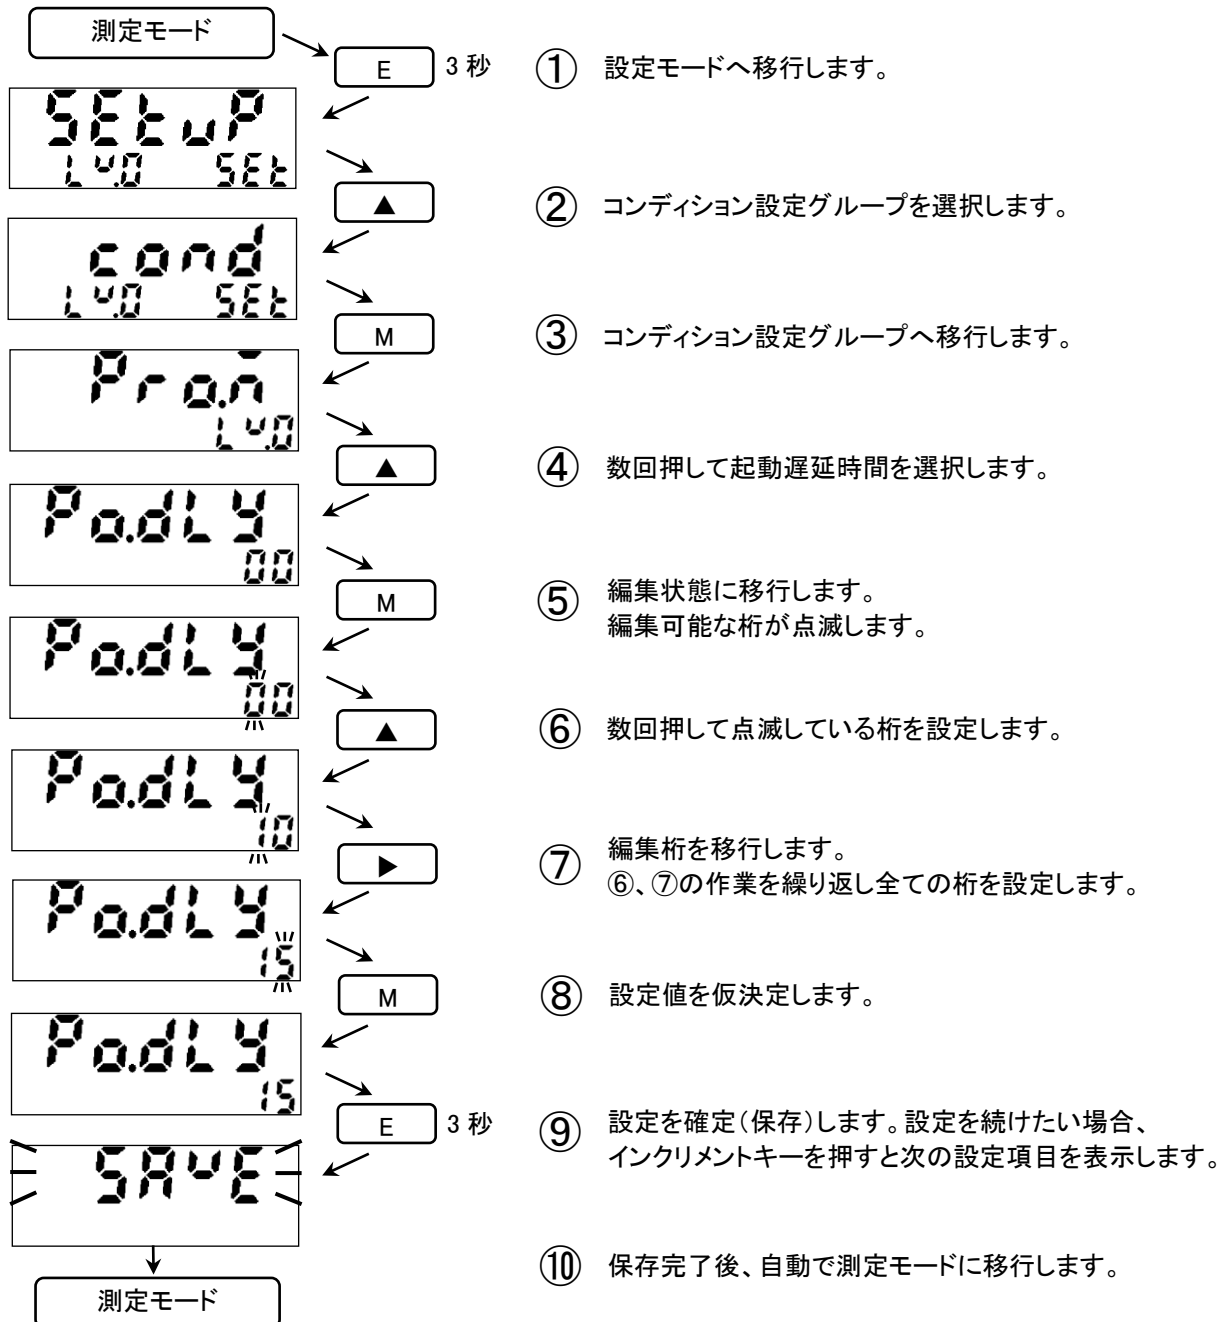 測定モード
E 3 秒 ① 設定モードへ移行します。
SEtuP
Lv.0 SEt
▲ ② コンディション設定グループを選択します。
cond
Lv.0 SEt
M ③ コンディション設定グループへ移行します。
Pro.n̄
Lv.0
▲ ④ 数回押して起動遅延時間を選択します。
Po.dLY
00
M ⑤ 編集状態に移行します。
編集可能な桁が点滅します。
Po.dLY
00
▲ ⑥ 数回押して点滅している桁を設定します。
Po.dLY
10
▶ ⑦ 編集桁を移行します。
⑥、⑦の作業を繰り返し全ての桁を設定します。
Po.dLY
15
M ⑧ 設定値を仮決定します。
Po.dLY
15
E 3 秒 ⑨ 設定を確定（保存）します。設定を続けたい場合、
インクリメントキーを押すと次の設定項目を表示します。
SAvE
⑩ 保存完了後、自動で測定モードに移行します。
測定モード